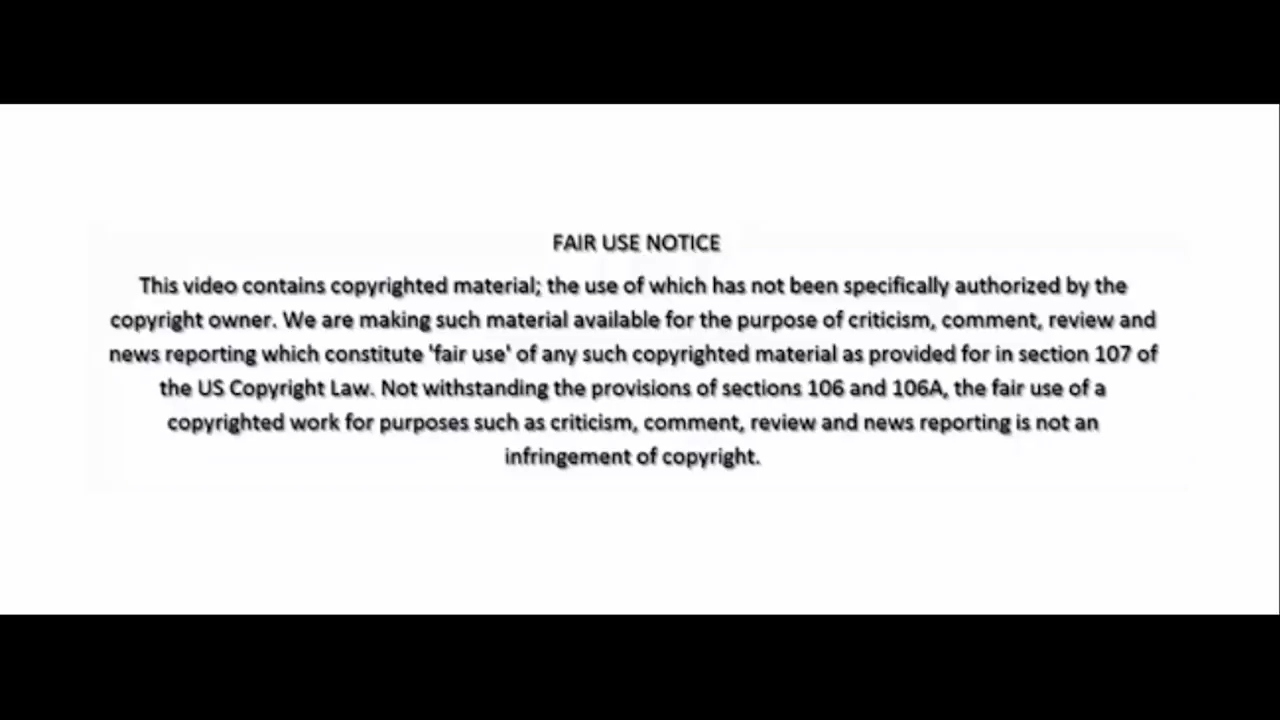 FAIR USE NOTICE
This video contains copyrighted material; the use of which has not been specifically authorized by the
copyright owner. We are making such material available for the purpose of criticism, comment, review and
news reporting which constitute 'fair use' of any such copyrighted material as provided for in section 107 of
the US Copyright Law. Not withstanding the provisions of sections 106 and 106A, the fair use of a
copyrighted work for purposes such as criticism, comment, review and news reporting is not an
infringement of copyright.